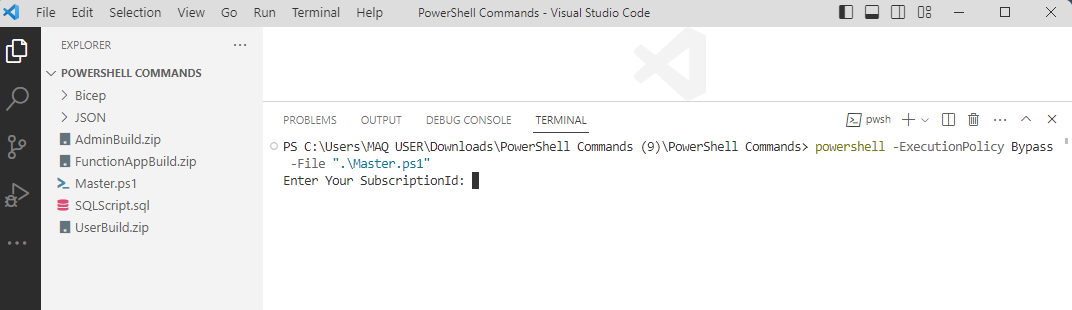 File Edit Selection View Go Run Terminal Help PowerShell Commands - Visual Studio Code
EXPLORER
POWERSHELL COMMANDS
Bicep
JSON
AdminBuild.zip
FunctionAppBuild.zip
Master.ps1
SQLScript.sql
UserBuild.zip
PROBLEMS OUTPUT DEBUG CONSOLE TERMINAL pwsh
PS C:\Users\MAQ USER\Downloads\PowerShell Commands (9)\PowerShell Commands> powershell -ExecutionPolicy Bypass
-File ".\Master.ps1"
Enter Your SubscriptionId: